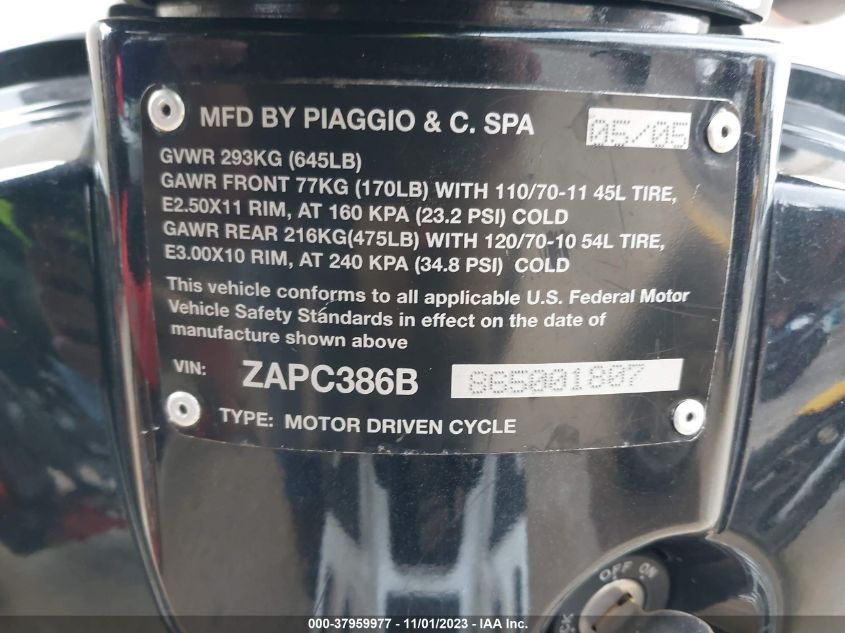 MFD BY PIAGGIO & C. SPA 05/05
GVWR 293KG (645LB)
GAWR FRONT 77KG (170LB) WITH 110/70-11 45L TIRE,
E2.50X11 RIM, AT 160 KPA (23.2 PSI) COLD
GAWR REAR 216KG(475LB) WITH 120/70-10 54L TIRE,
E3.00X10 RIM, AT 240 KPA (34.8 PSI) COLD
This vehicle conforms to all applicable U.S. Federal Motor
Vehicle Safety Standards in effect on the date of
manufacture shown above
VIN: ZAPC386B 865001807
TYPE: MOTOR DRIVEN CYCLE
OFF ON
000-37959977 - 11/01/2023 - IAA Inc.